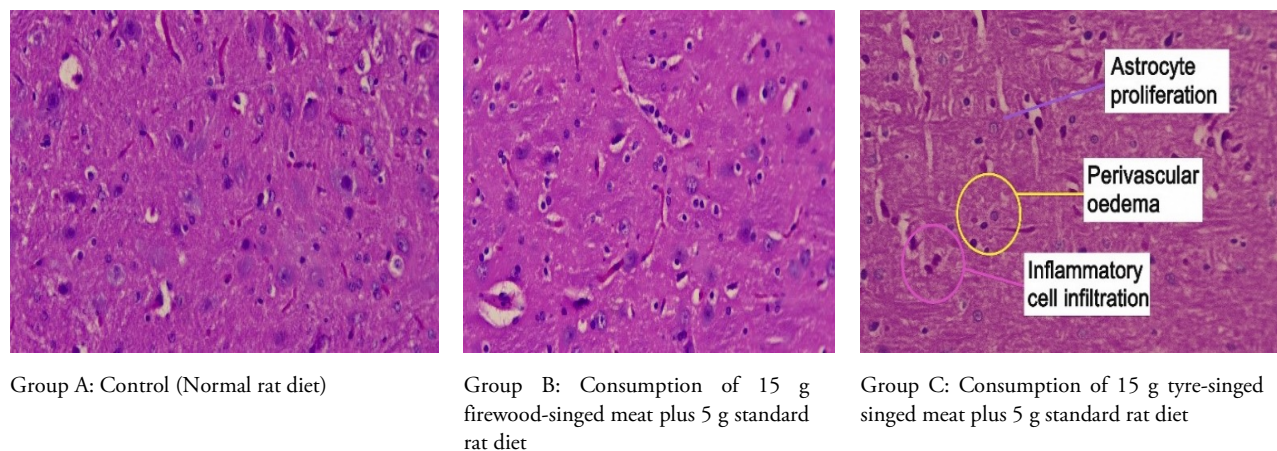 Astrocyte
proliferation
Perivascular
oedema
Inflammatory
cell infiltration
Group A: Control (Normal rat diet)
Group B: Consumption of 15 g
firewood-singed meat plus 5 g standard
rat diet
Group C: Consumption of 15 g tyre-singed
singed meat plus 5 g standard rat diet